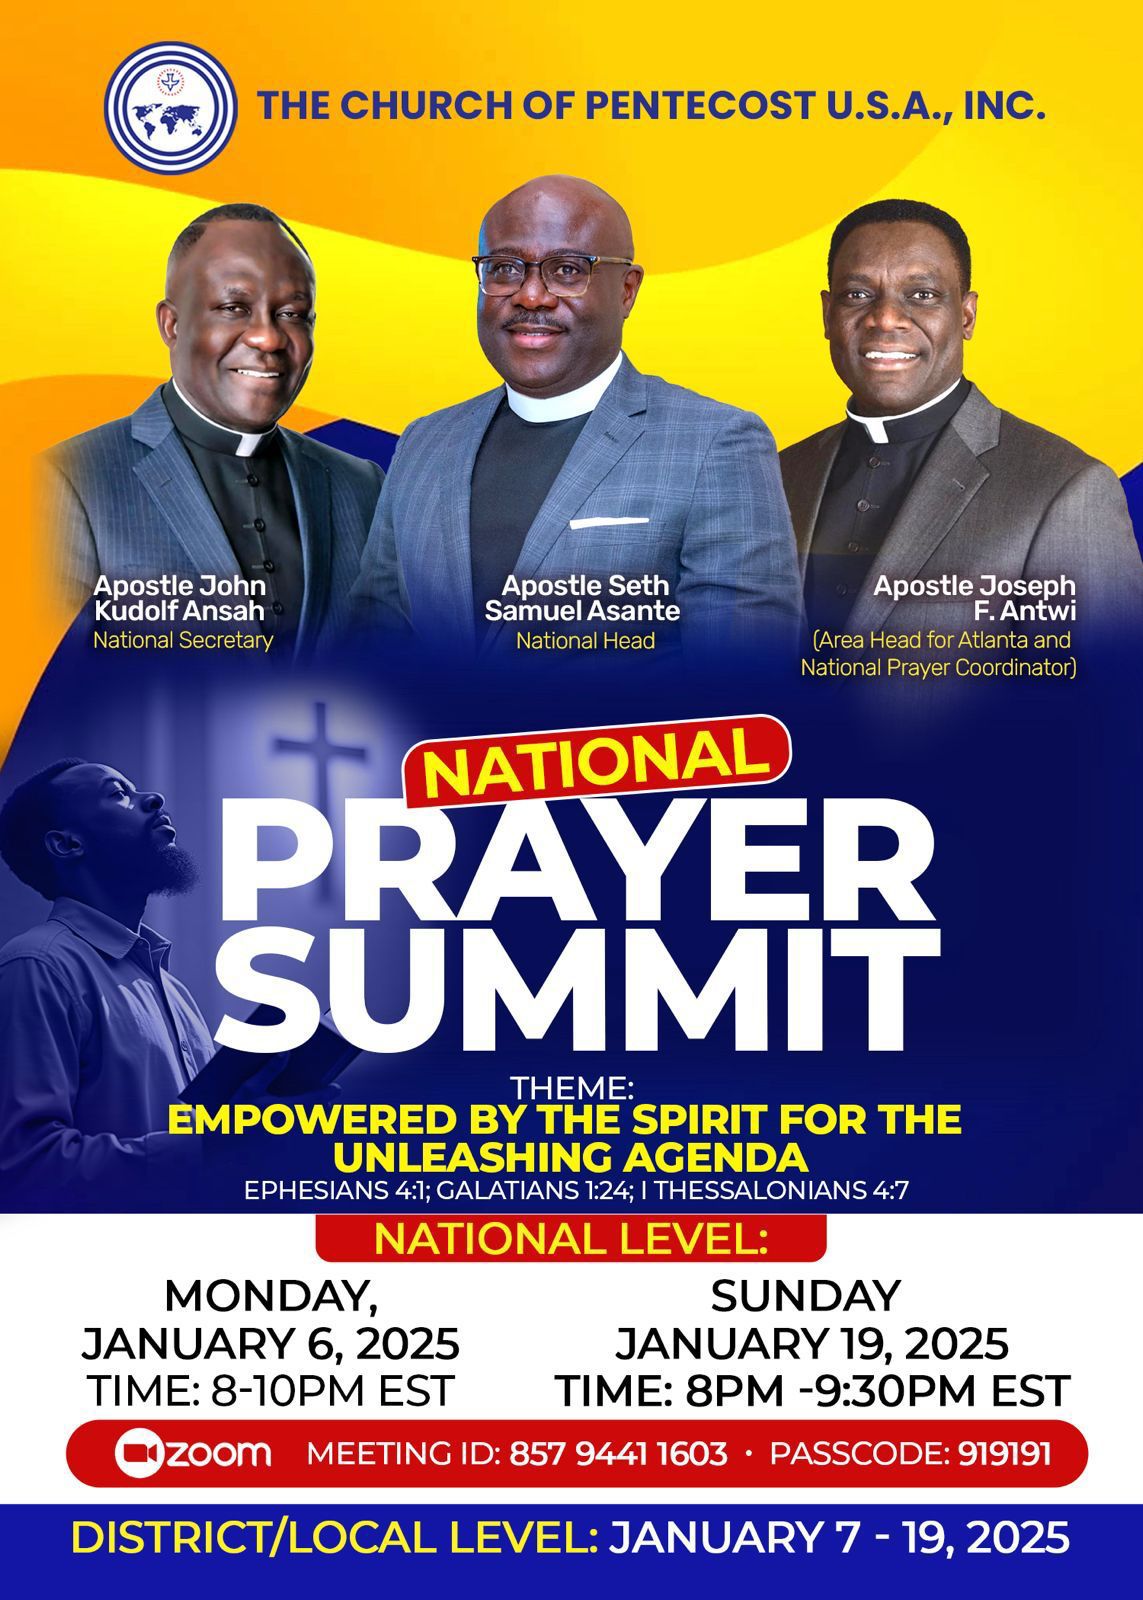 THE CHURCH OF PENTECOST U.S.A., INC.
Apostle John
Kudolf Ansah
National Secretary
Apostle Seth
Samuel Asante
National Head
Apostle Joseph
F. Antwi
(Area Head for Atlanta and
National Prayer Coordinator)
NATIONAL
PRAYER
SUMMIT
THEME:
EMPOWERED BY THE SPIRIT FOR THE
UNLEASHING AGENDA
EPHESIANS 4:1; GALATIANS 1:24; I THESSALONIANS 4:7
NATIONAL LEVEL:
MONDAY,
JANUARY 6, 2025
TIME: 8-10PM EST
SUNDAY
JANUARY 19, 2025
TIME: 8PM -9:30PM EST
zoom MEETING ID: 857 9441 1603 • PASSCODE: 919191
DISTRICT/LOCAL LEVEL: JANUARY 7 - 19, 2025